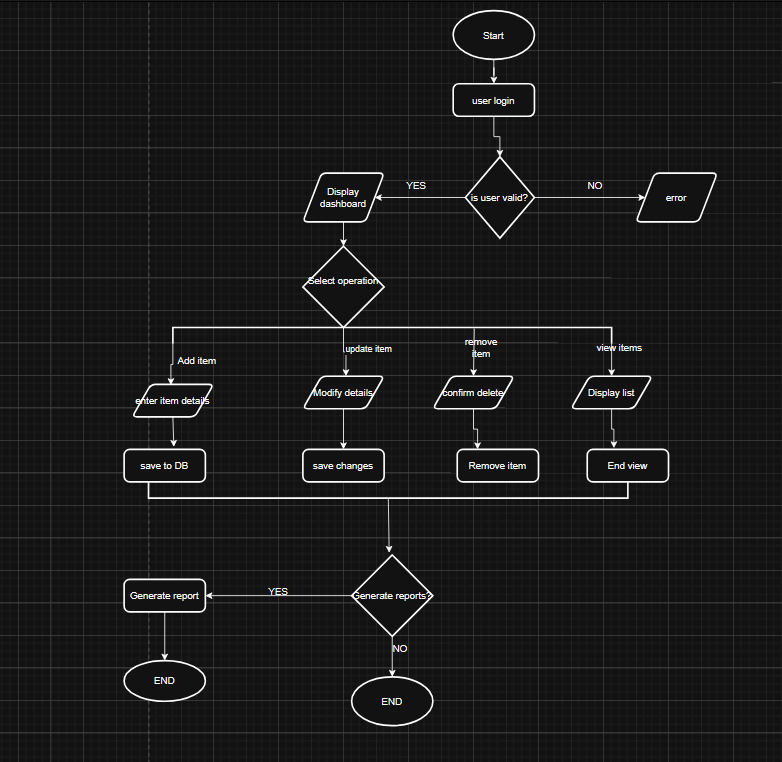 Start
user login
is user valid?
YES
NO
Display
dashboard
error
Select operation
Add item
update item
remove
item
view items
enter item details
Modify details
confirm delete
Display list
save to DB
save changes
Remove item
End view
Generate reports?
YES
Generate report
NO
END
END